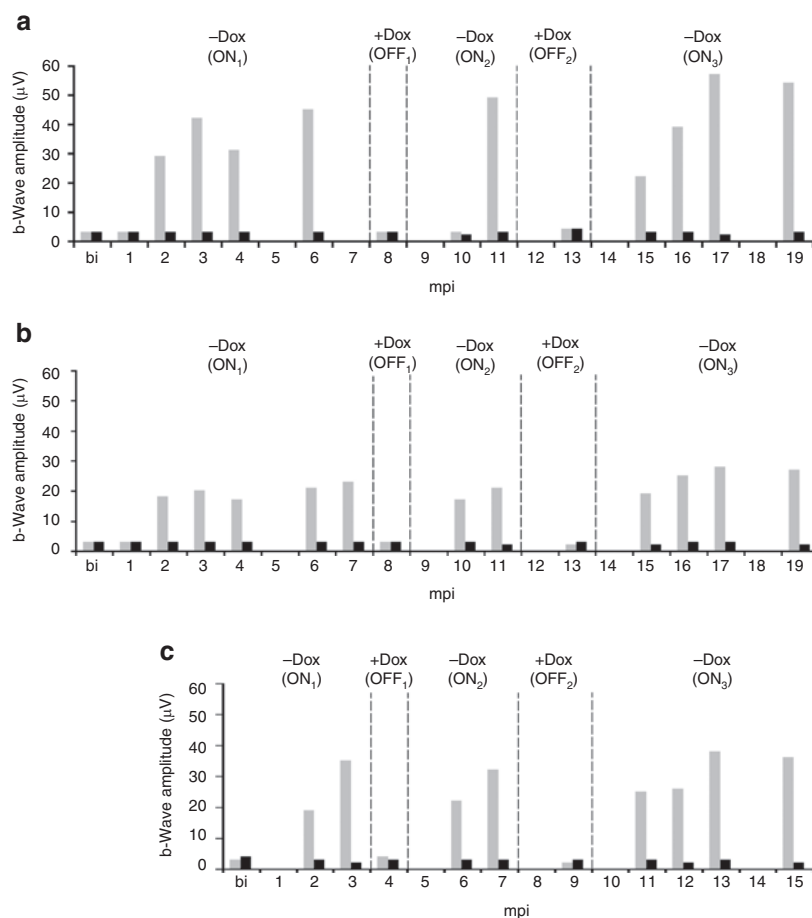 a
–Dox +Dox –Dox +Dox –Dox
(ON₁) (OFF₁) (ON₂) (OFF₂) (ON₃)
b-Wave amplitude (μV)
60
50
40
30
20
10
0
bi 1 2 3 4 5 6 7 8 9 10 11 12 13 14 15 16 17 18 19
mpi
b
–Dox +Dox –Dox +Dox –Dox
(ON₁) (OFF₁) (ON₂) (OFF₂) (ON₃)
b-Wave amplitude (μV)
60
50
40
30
20
10
0
bi 1 2 3 4 5 6 7 8 9 10 11 12 13 14 15 16 17 18 19
mpi
c
–Dox +Dox –Dox +Dox –Dox
(ON₁) (OFF₁) (ON₂) (OFF₂) (ON₃)
b-Wave amplitude (μV)
60
50
40
30
20
10
0
bi 1 2 3 4 5 6 7 8 9 10 11 12 13 14 15
mpi